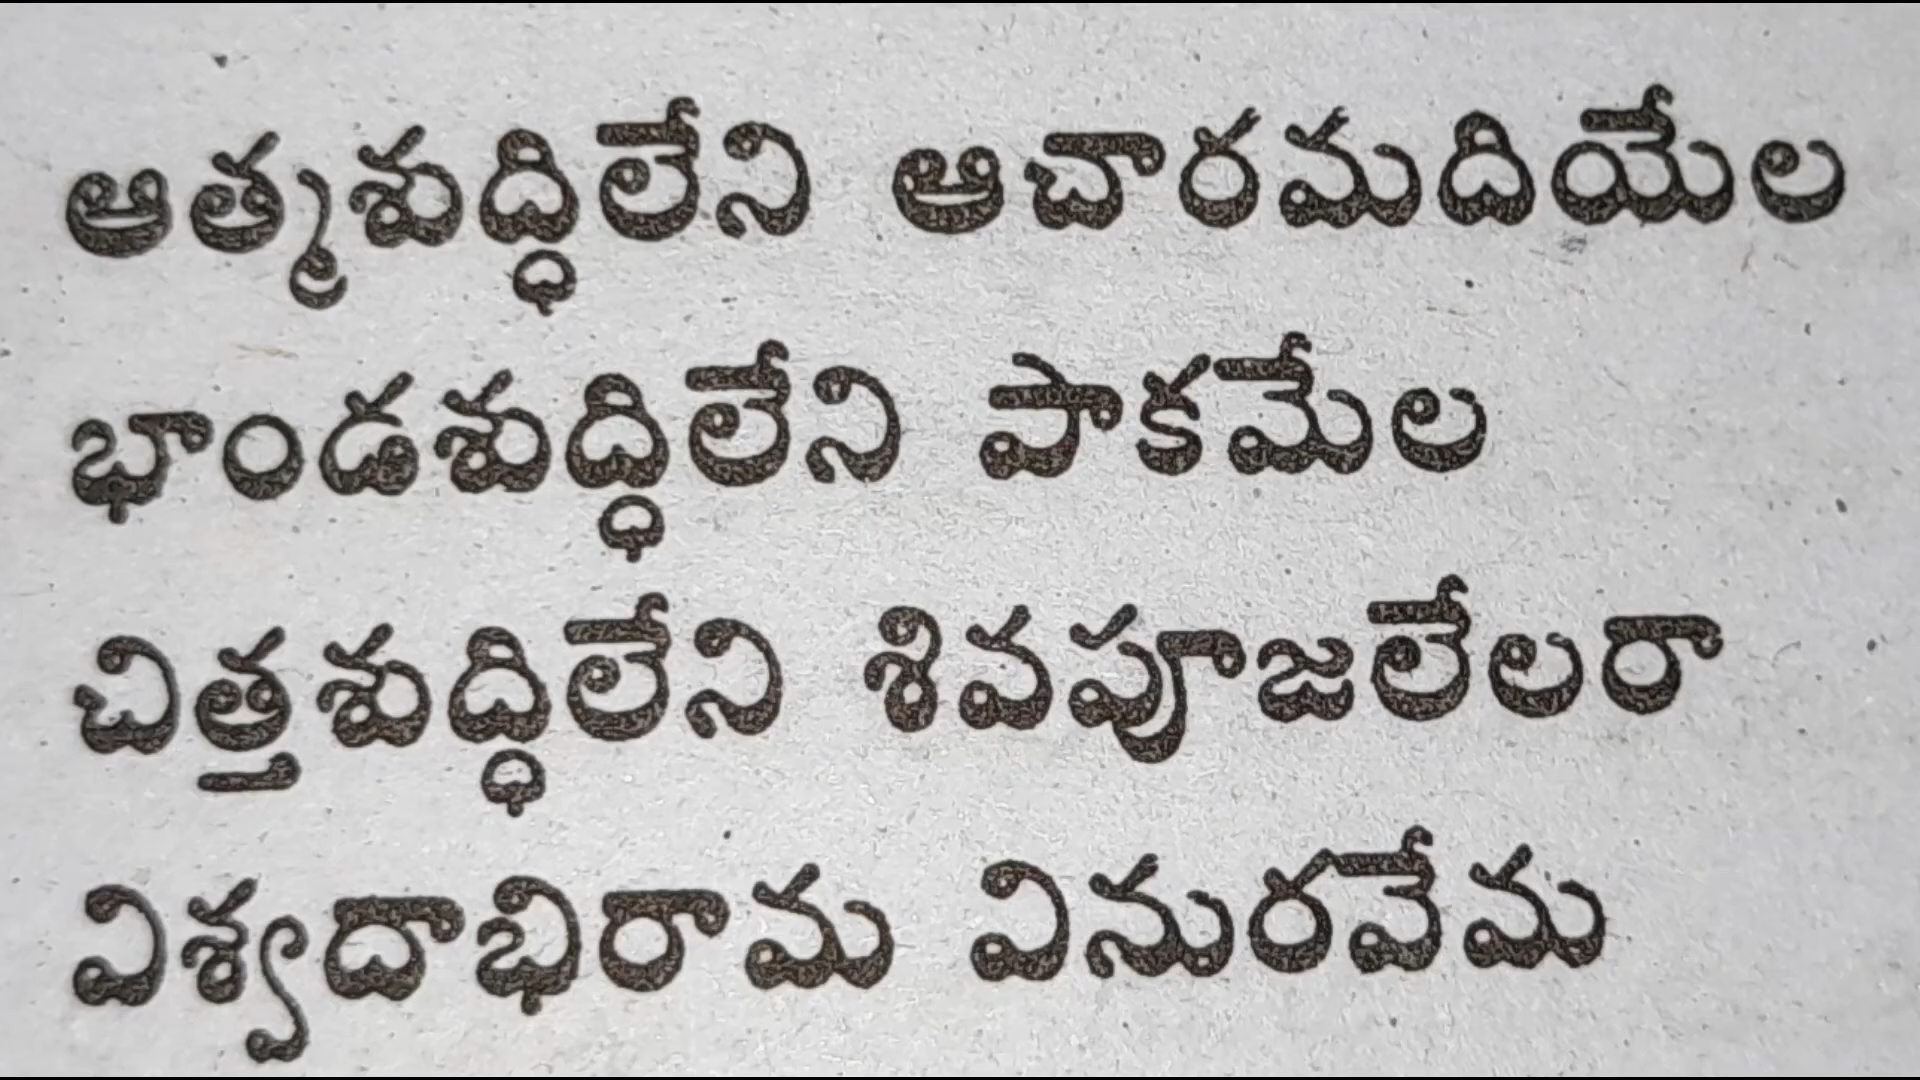 ఆత్మశుద్ధిలేని ఆచారమదియేల
భాండశుద్ధిలేని పాకమేల
చిత్తశుద్ధిలేని శివపూజలేలరా
విశ్వదాభిరామ వినురవేమ